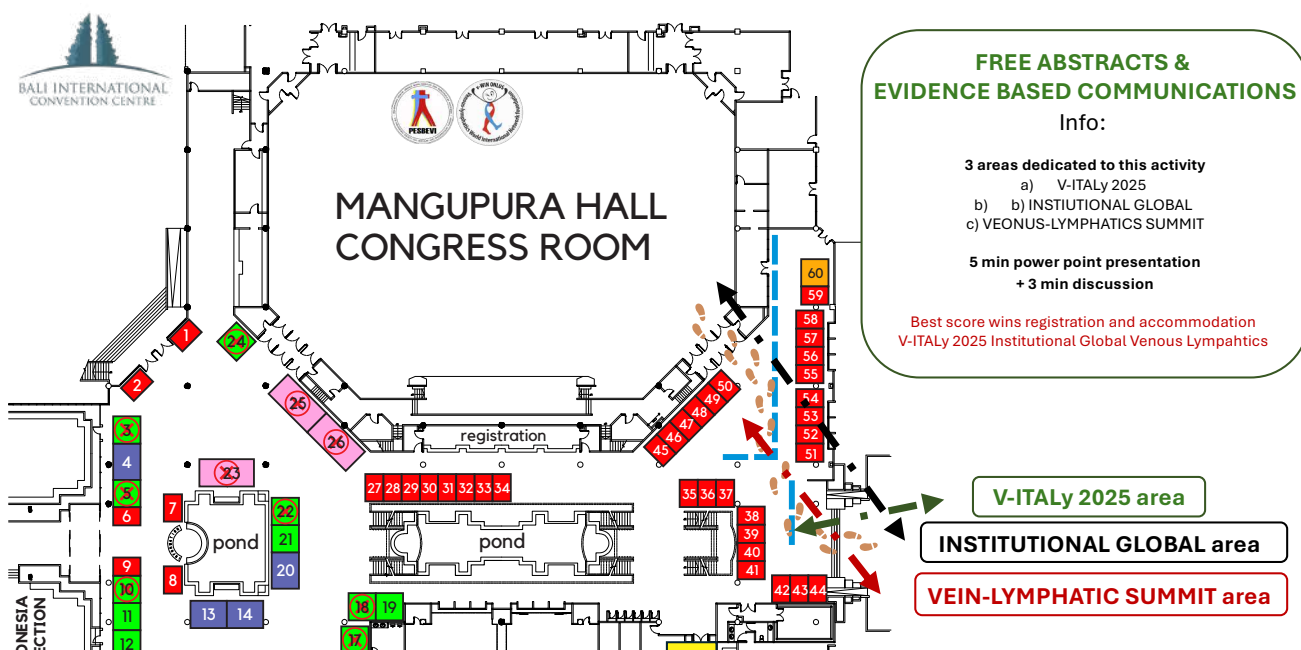 BALI INTERNATIONAL
CONVENTION CENTRE
PESBEVI
MANGUPURA HALL
CONGRESS ROOM
FREE ABSTRACTS &
EVIDENCE BASED COMMUNICATIONS
Info:
3 areas dedicated to this activity
a) V-ITALy 2025
b) b) INSTIUTIONAL GLOBAL
c) VEONUS-LYMPHATICS SUMMIT
5 min power point presentation
+ 3 min discussion
Best score wins registration and accommodation
V-ITALy 2025 Institutional Global Venous Lympahtics
60
59
58
57
56
55
54
53
52
51
1
2
24
25
26
50
49
48
47
46
45
registration
3
4
5
6
23
7
8
pond
22
21
20
27 28 29 30 31 32 33 34
pond
35 36 37
38
39
40
41
42 43 44
9
10
11
12
13 14
18 19
17
V-ITALy 2025 area
INSTITUTIONAL GLOBAL area
VEIN-LYMPHATIC SUMMIT area
ONESIA
ECTION